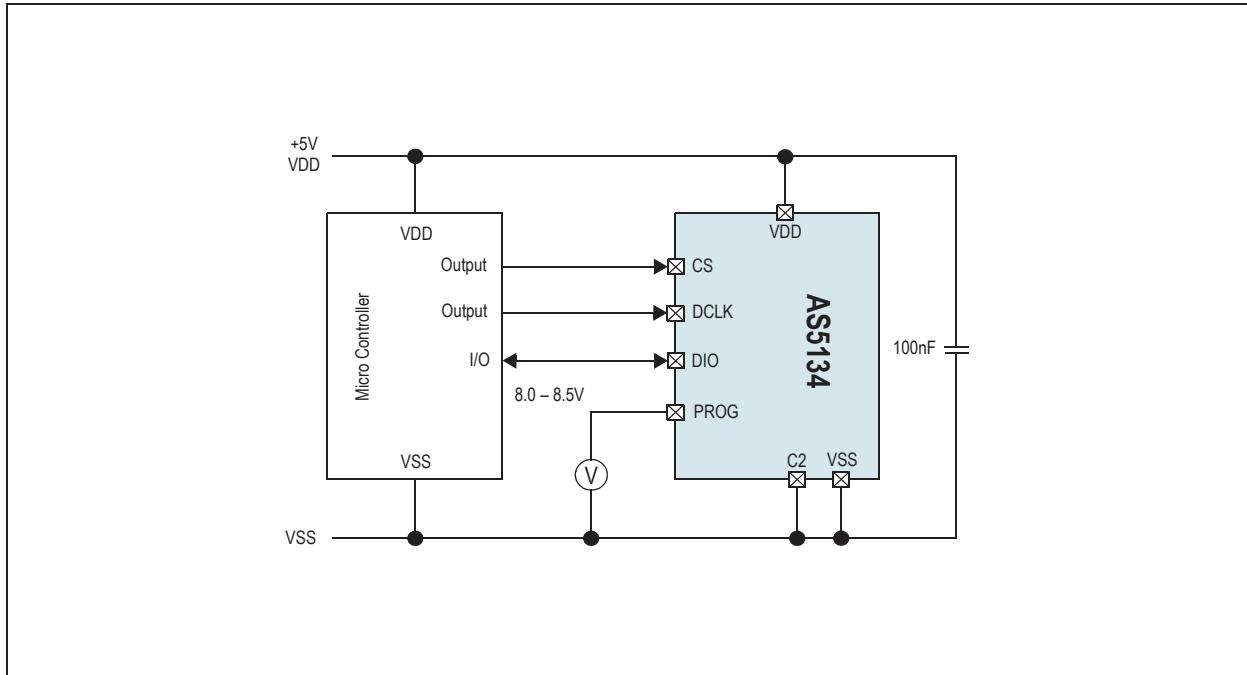 +5V
VDD
VDD
VDD
Output
CS
Output
DCLK
I/O
DIO
8.0 – 8.5V
PROG
Micro Controller
AS5134
100nF
V
VSS
C2
VSS
VSS